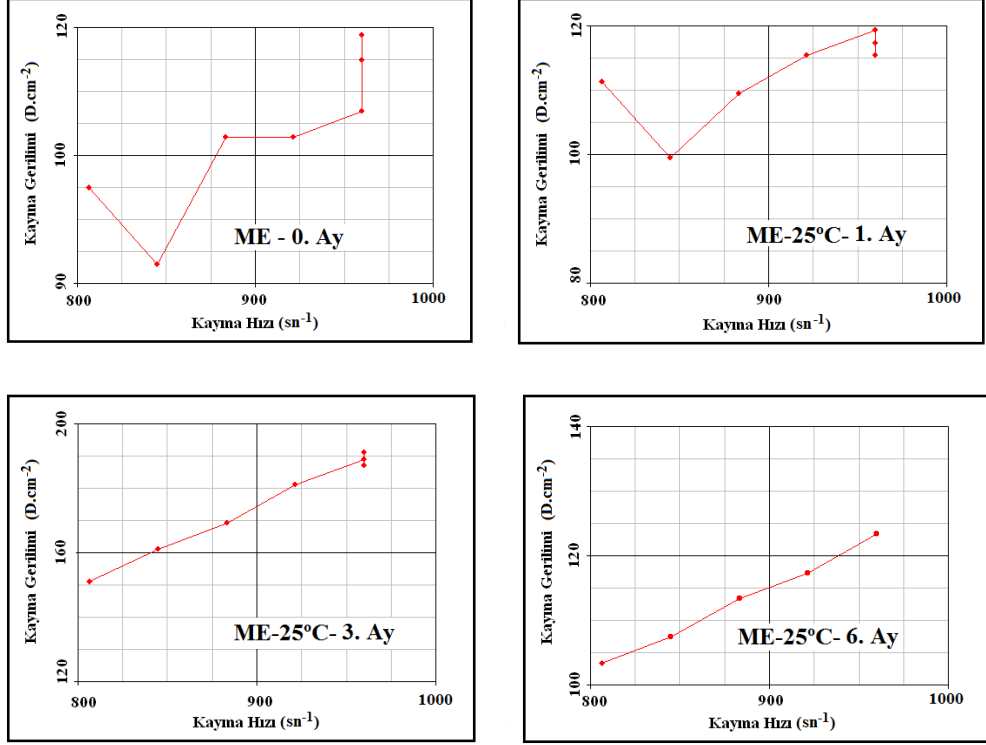 Kayma Gerilimi (D.cm-2)
120
100
90
ME - 0. Ay
800
900
1000
Kayma Hızı (sn-1)
Kayma Gerilimi (D.cm-2)
120
100
80
ME-25ºC- 1. Ay
800
900
1000
Kayma Hızı (sn-1)
Kayma Gerilimi (D.cm-2)
200
160
120
ME-25ºC- 3. Ay
800
900
1000
Kayma Hızı (sn-1)
Kayma Gerilimi (D.cm-2)
140
120
100
ME-25ºC- 6. Ay
800
900
1000
Kayma Hızı (sn-1)